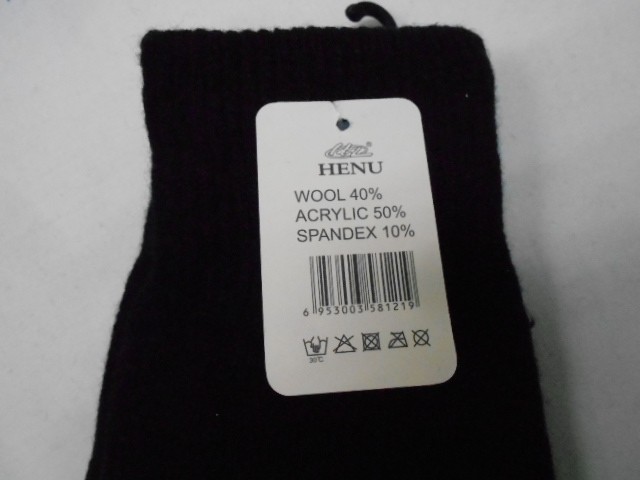 HENU
WOOL 40%
ACRYLIC 50%
SPANDEX 10%
6 953003 581219
30°C